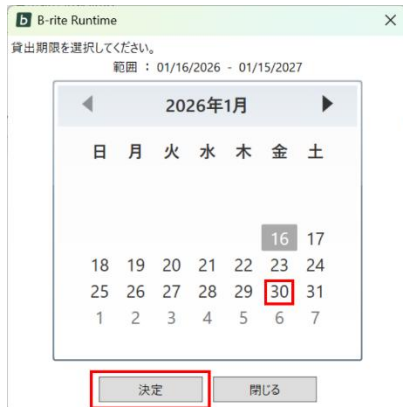 B-rite Runtime
貸出期限を選択してください。
範囲 : 01/16/2026 - 01/15/2027
2026年1月
日 月 火 水 木 金 土
16 17
18 19 20 21 22 23 24
25 26 27 28 29 30 31
1 2 3 4 5 6 7
決定 閉じる